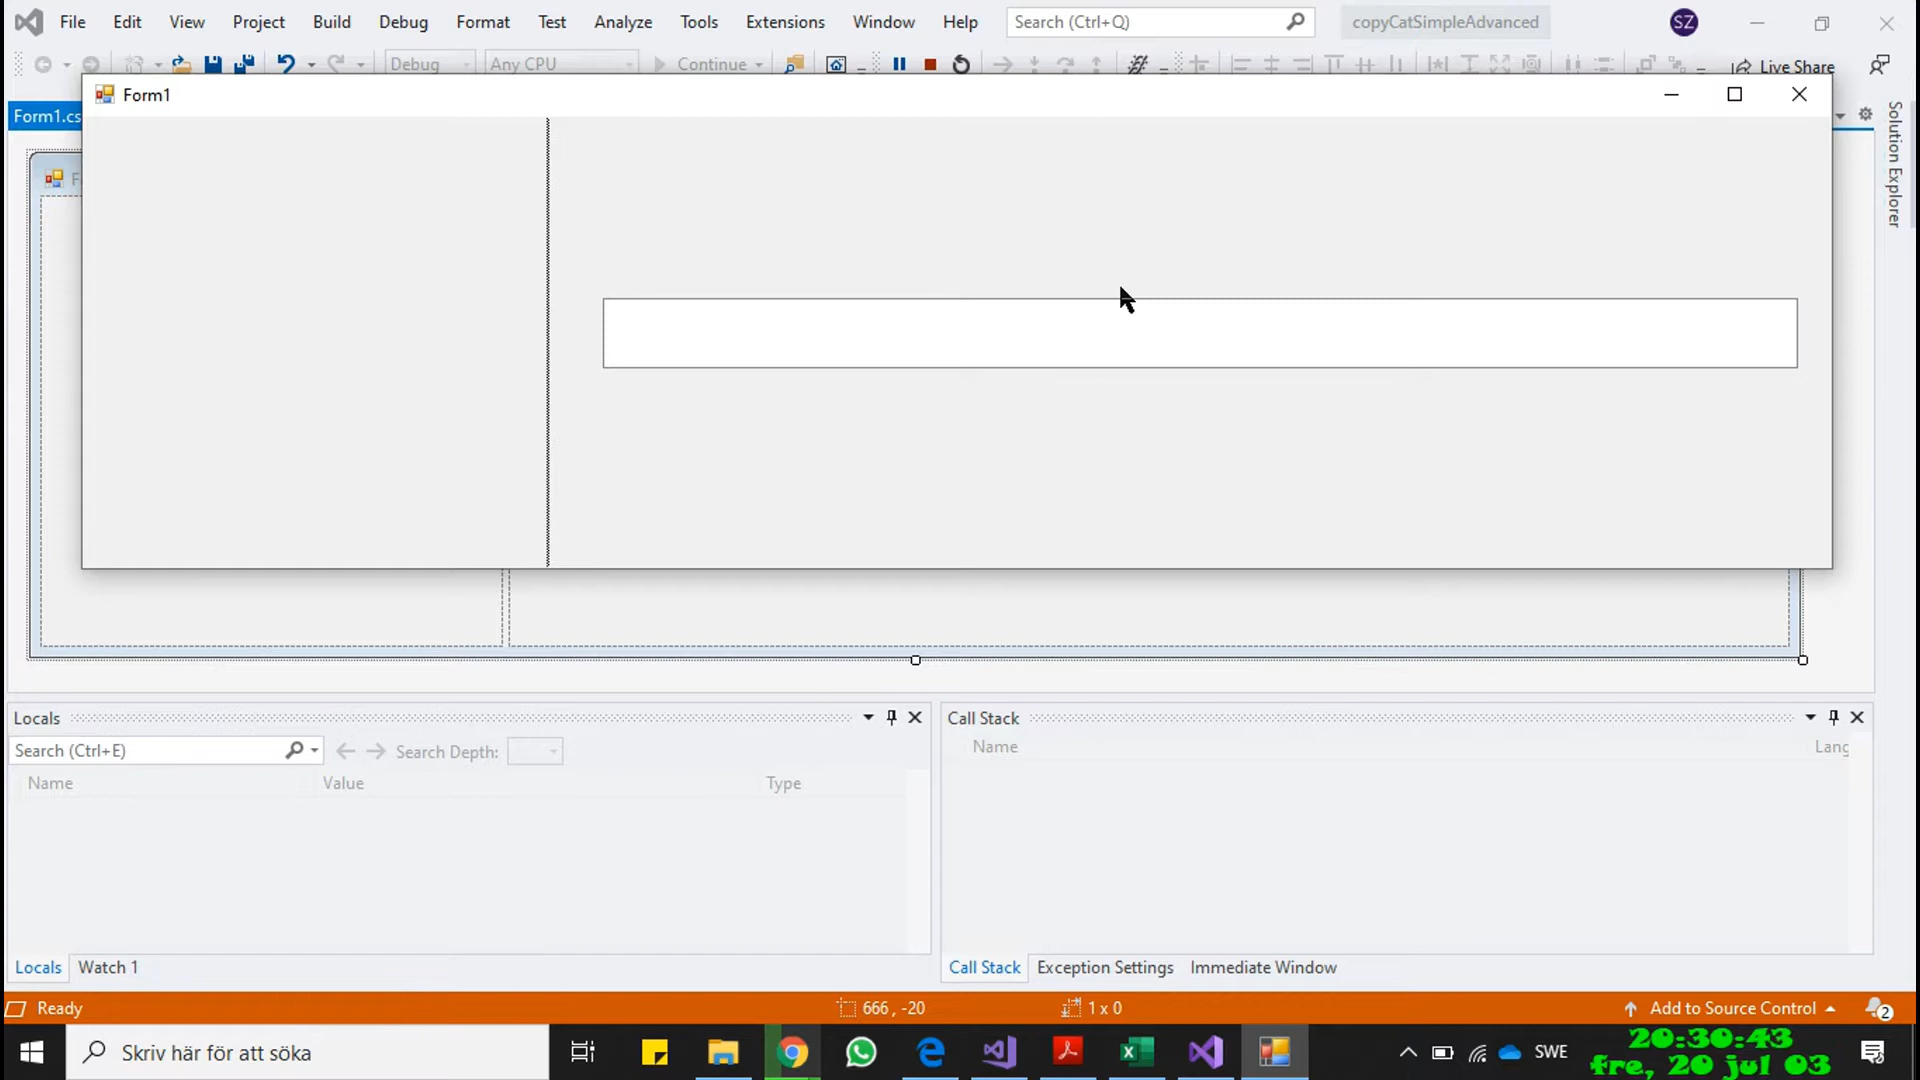 File Edit View Project Build Debug Format Test Analyze Tools Extensions Window Help Search (Ctrl+Q) copyCatSimpleAdvanced SZ
Debug Any CPU Continue Live Share
Form1
Form1.cs
Solution Explorer
F
Locals
Search (Ctrl+E) Search Depth:
Name Value Type
Call Stack
Name Lang
Locals Watch 1
Call Stack Exception Settings Immediate Window
Ready 666 , -20 1 x 0 Add to Source Control 2
Skriv här för att söka SWE
20:30:43
fre, 20 jul 03